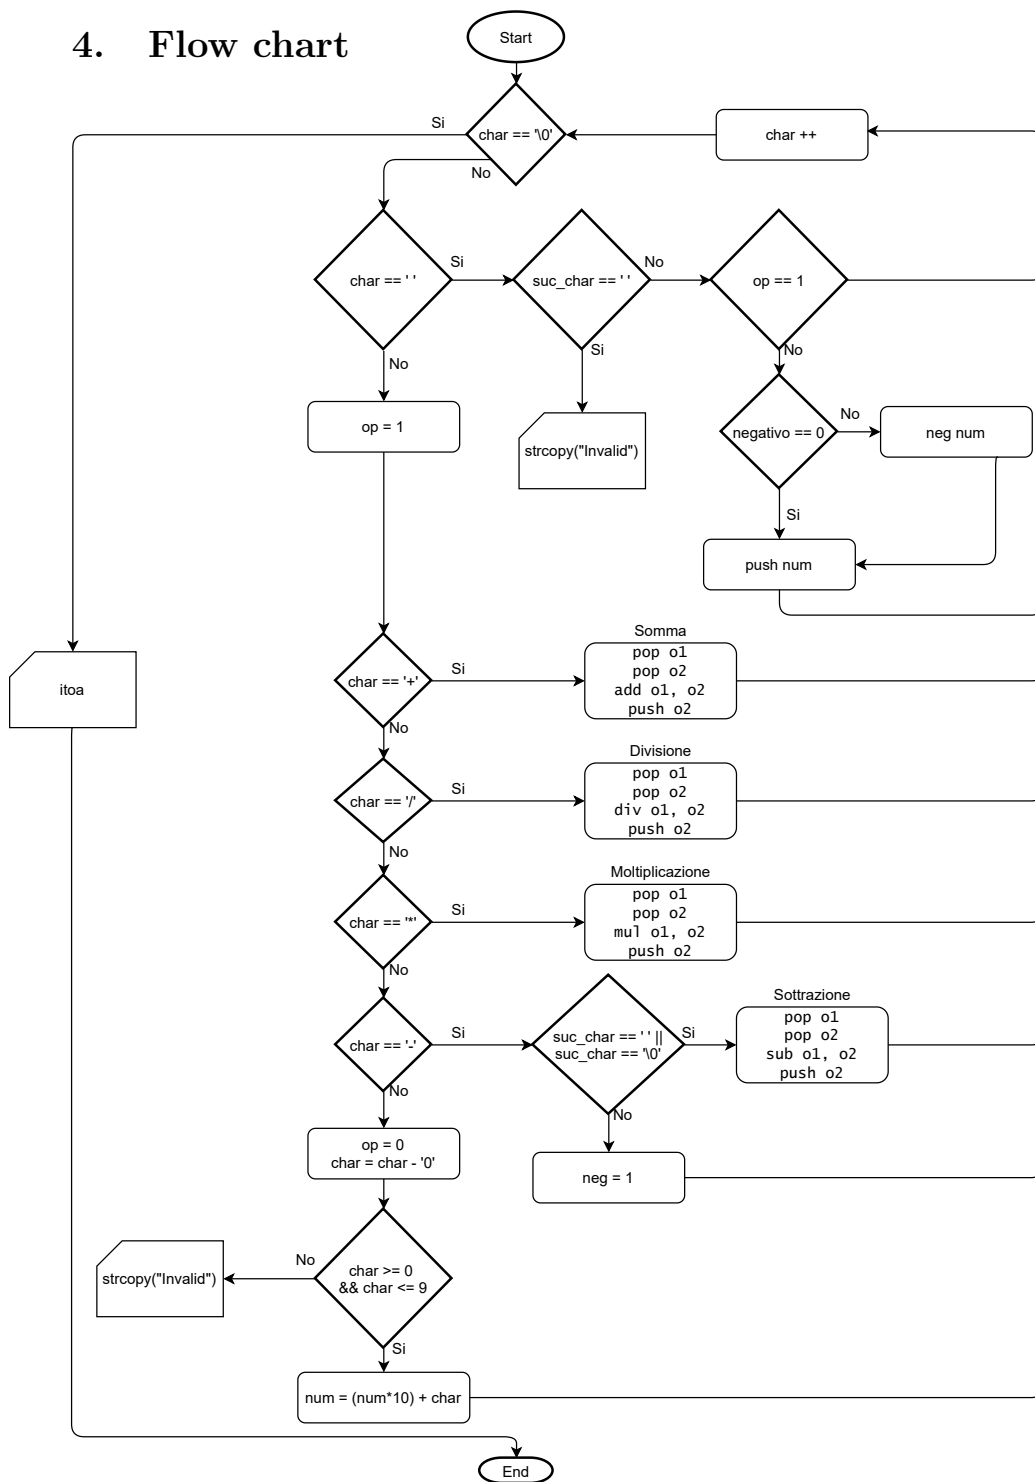 4. Flow chart
Start
Si
char == '\0'
char ++
No
char == ' '
Si
suc_char == ' '
No
op == 1
No
Si
No
op = 1
strcopy("Invalid")
negativo == 0
No
neg num
Si
push num
itoa
char == '+'
Si
Somma
pop o1
pop o2
add o1, o2
push o2
No
char == '/'
Si
Divisione
pop o1
pop o2
div o1, o2
push o2
No
char == '*'
Si
Moltiplicazione
pop o1
pop o2
mul o1, o2
push o2
No
char == '-'
Si
suc_char == ' ' ||
suc_char == '\0'
Si
Sottrazione
pop o1
pop o2
sub o1, o2
push o2
No
No
op = 0
char = char - '0'
neg = 1
strcopy("Invalid")
No
char >= 0
&& char <= 9
Si
num = (num*10) + char
End